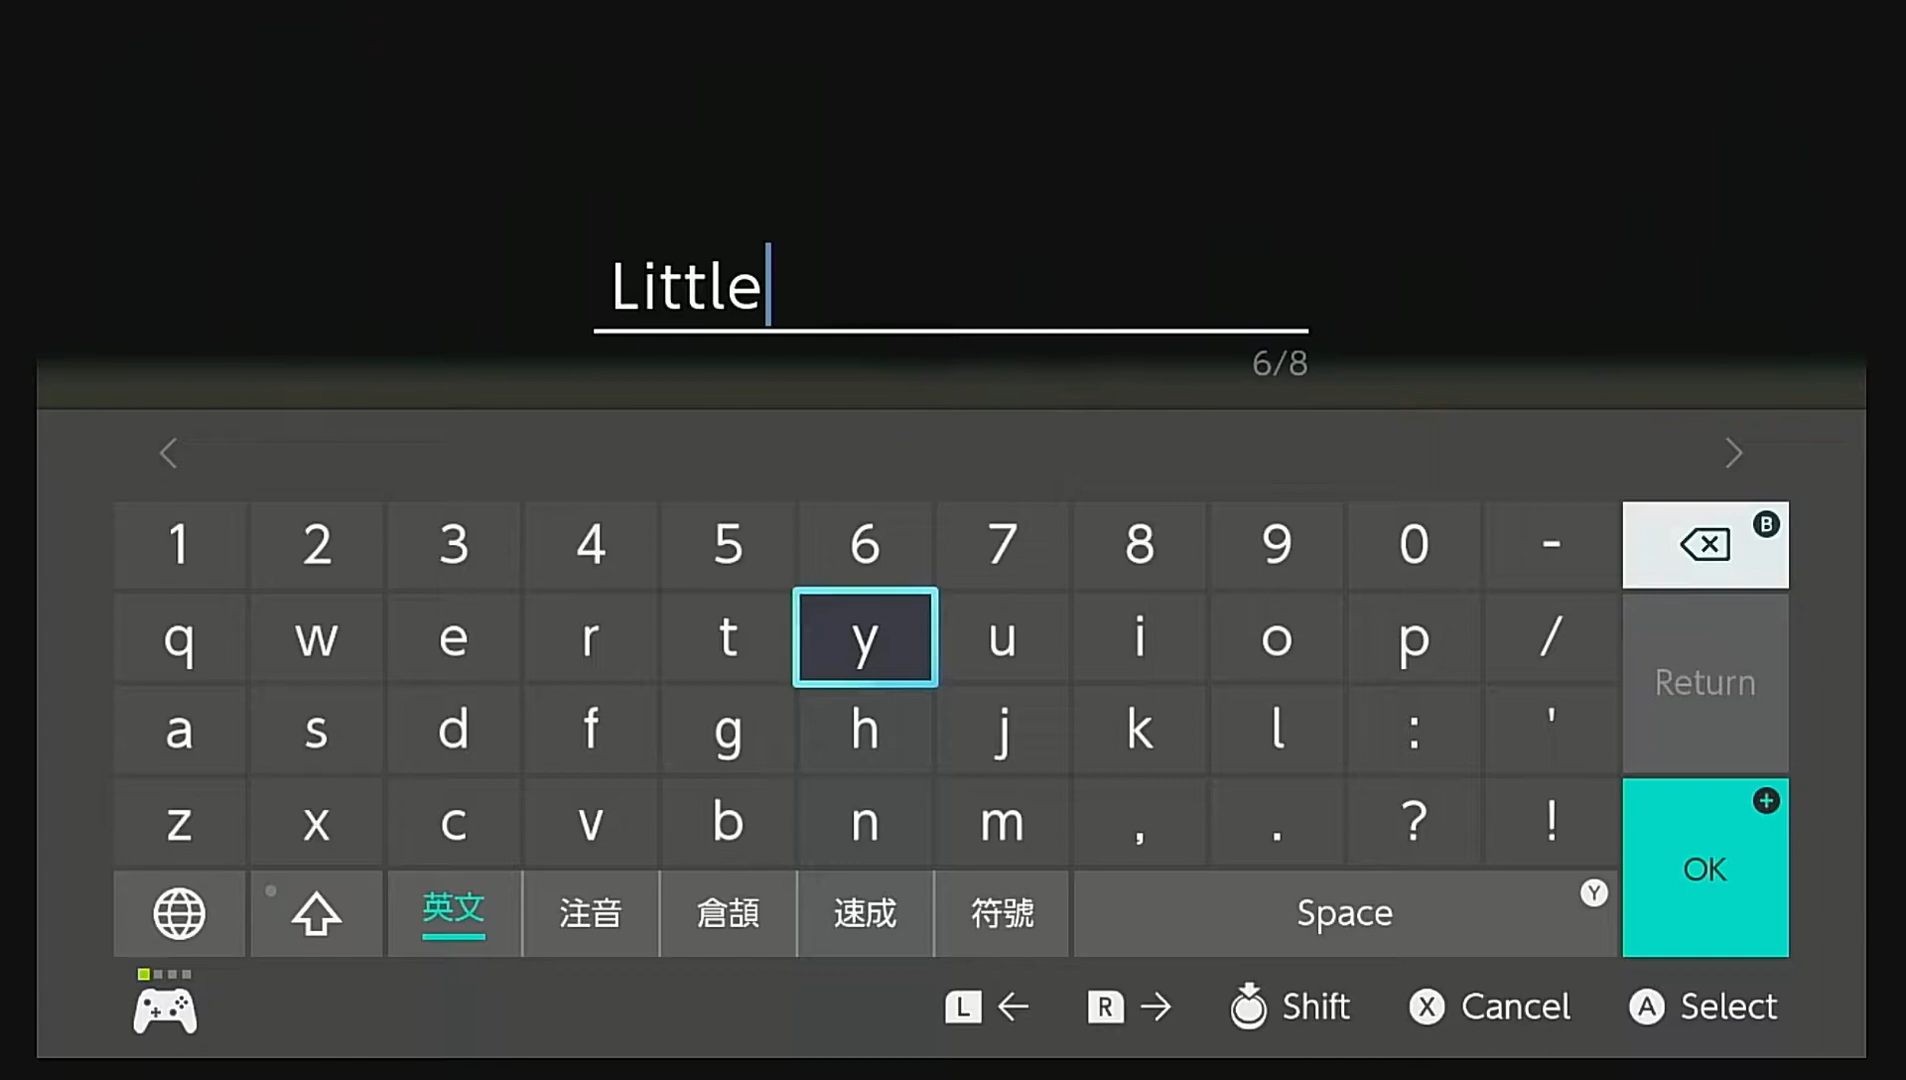 Little
6/8
1 2 3 4 5 6 7 8 9 0 - B
q w e r t y u i o p / Return
a s d f g h j k l : '
z x c v b n m , . ? ! OK
英文 注音 倉頡 速成 符號 Space Y
L ← R → Shift X Cancel A Select